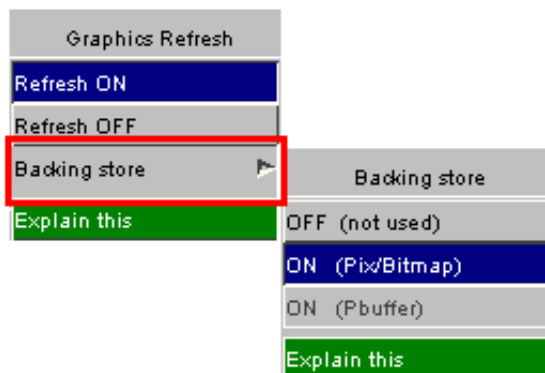 Graphics Refresh
Refresh ON
Refresh OFF
Backing store
Explain this
Backing store
OFF (not used)
ON (Pix/Bitmap)
ON (Pbuffer)
Explain this